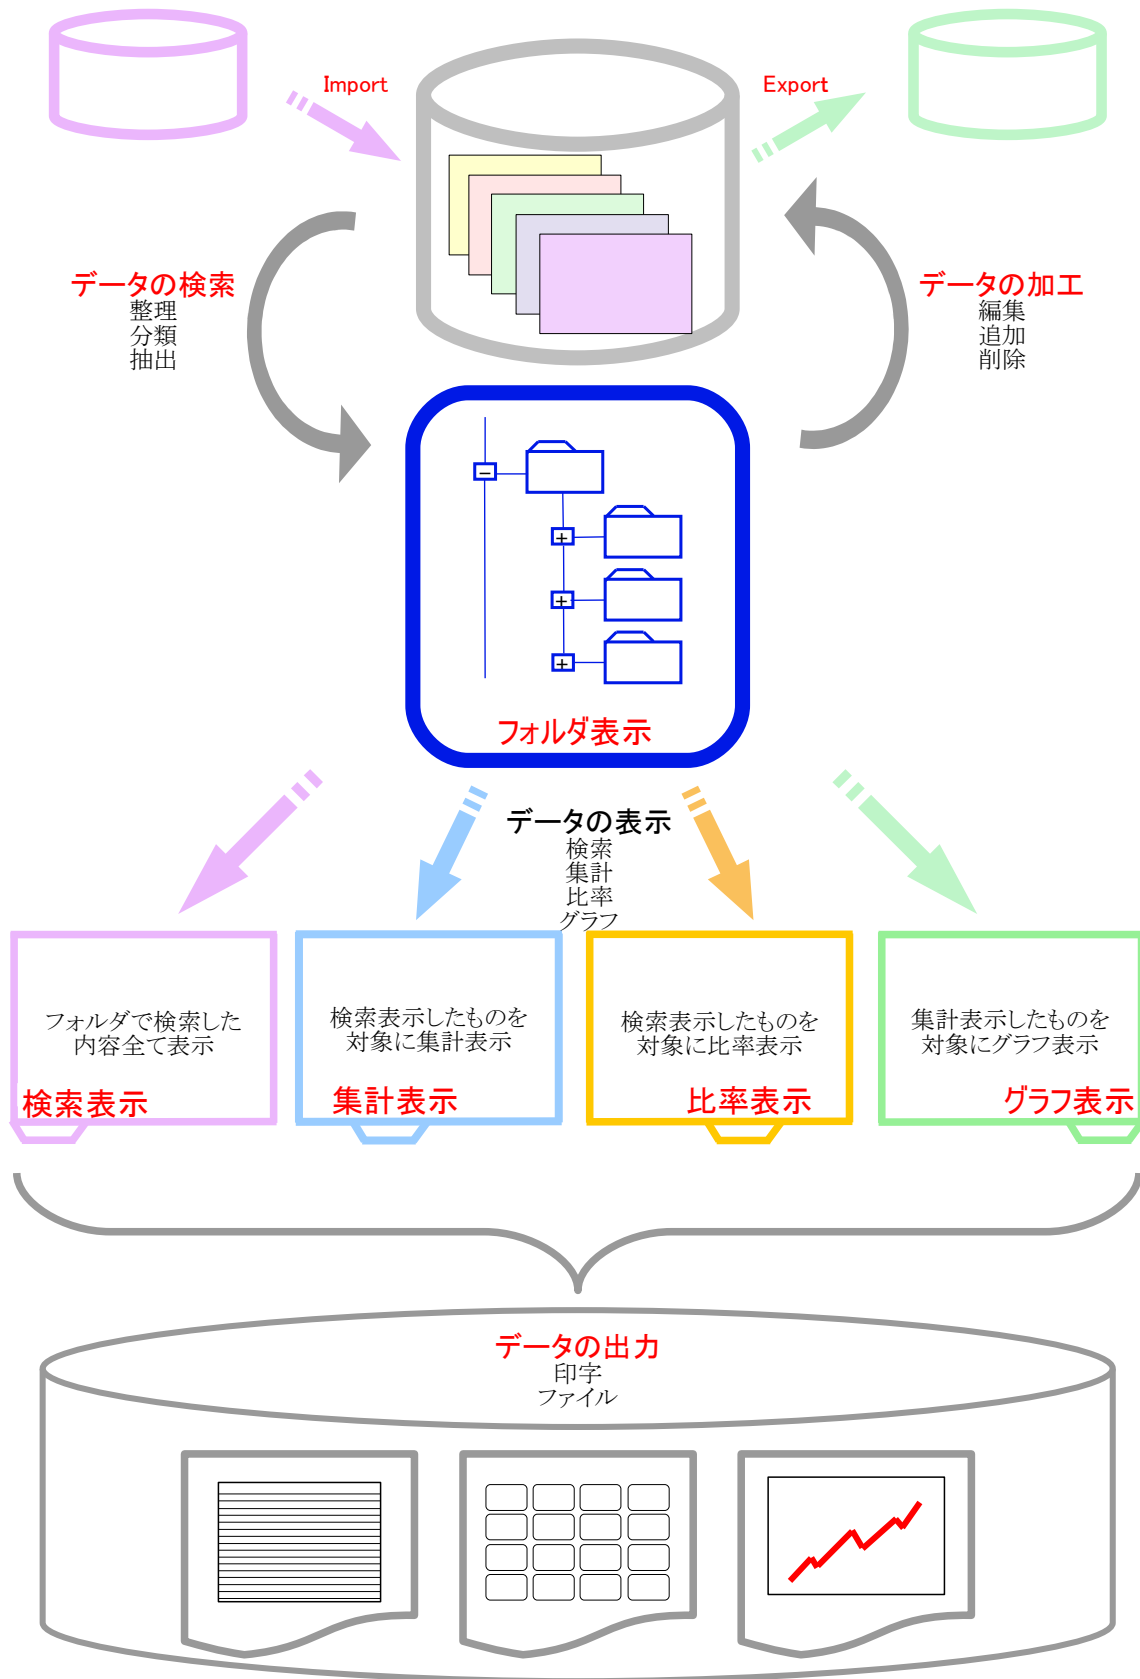 Import
Export
データの検索
整理
分類
抽出
データの加工
編集
追加
削除
フォルダ表示
データの表示
検索
集計
比率
グラフ
フォルダで検索した
内容全て表示
検索表示
検索表示したものを
対象に集計表示
集計表示
検索表示したものを
対象に比率表示
比率表示
集計表示したものを
対象にグラフ表示
グラフ表示
データの出力
印字
ファイル